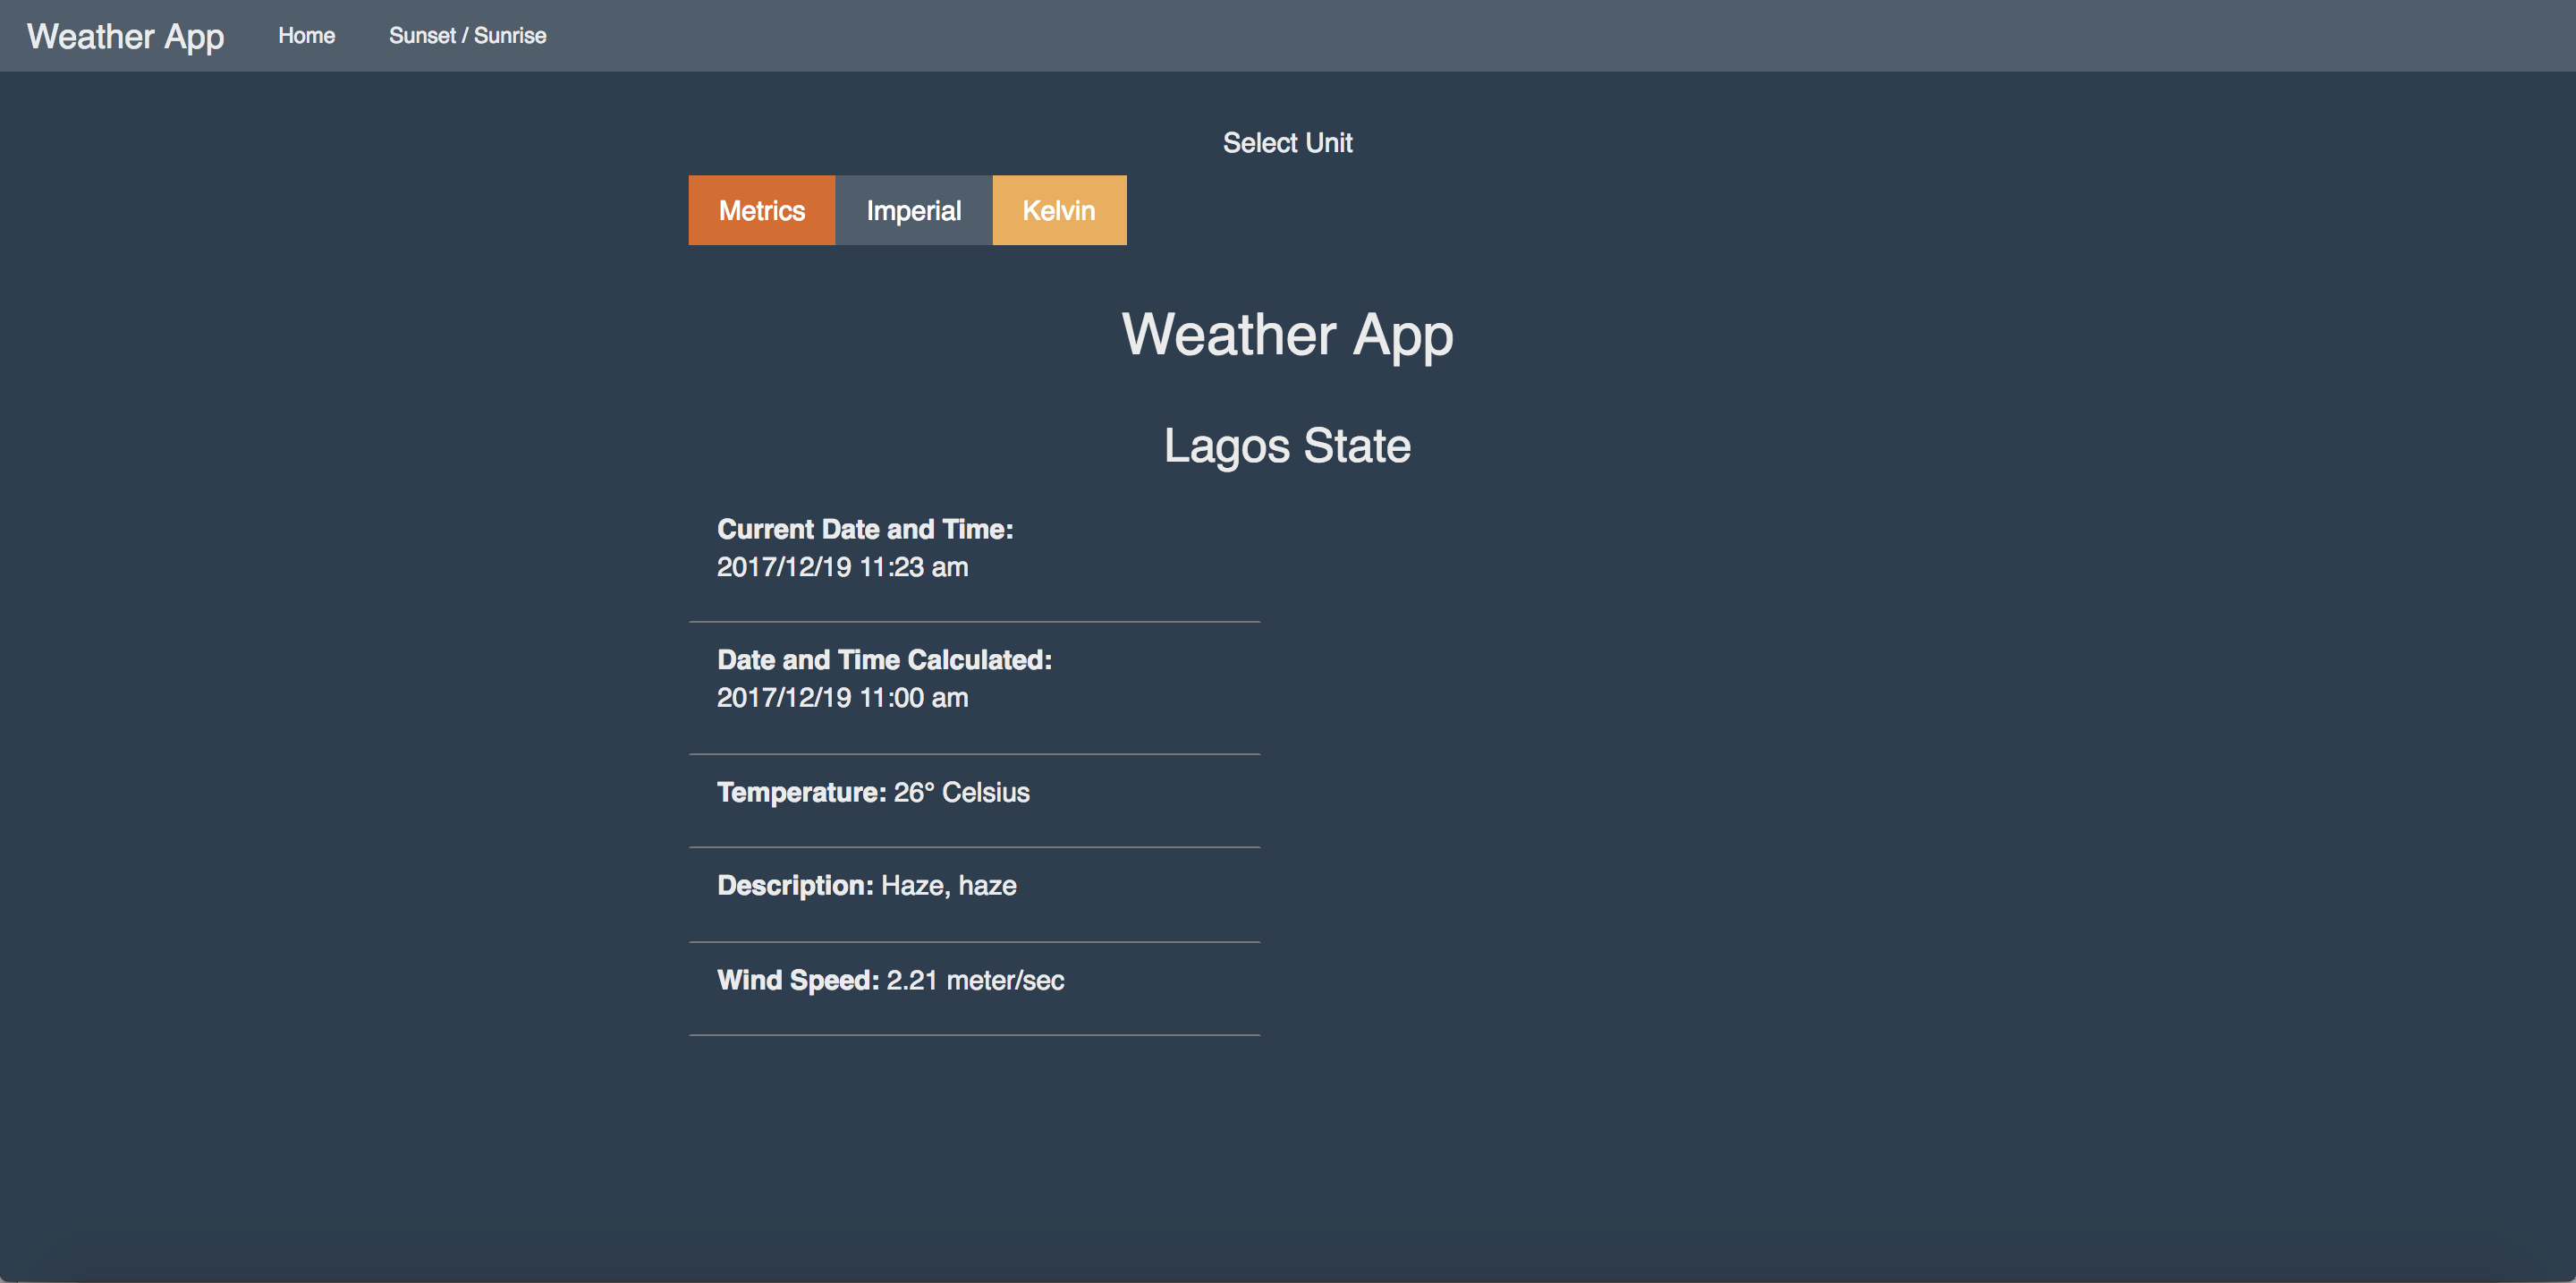 Weather App Home Sunset / Sunrise
Select Unit
Metrics Imperial Kelvin
Weather App
Lagos State
Current Date and Time:
2017/12/19 11:23 am
Date and Time Calculated:
2017/12/19 11:00 am
Temperature: 26° Celsius
Description: Haze, haze
Wind Speed: 2.21 meter/sec